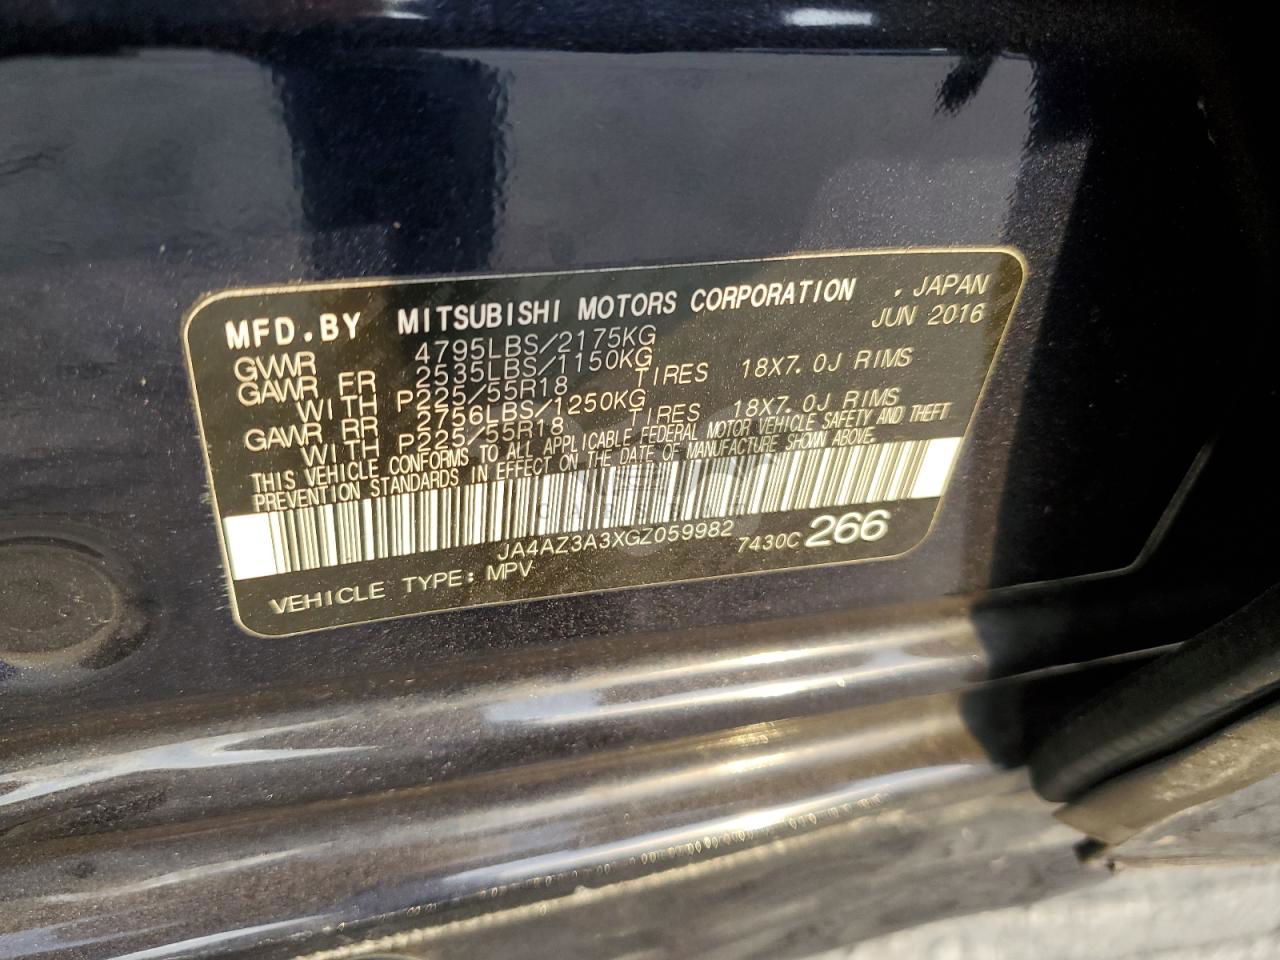 MFD.BY MITSUBISHI MOTORS CORPORATION , JAPAN
JUN 2016
GVWR 4795LBS/2175KG
GAWR FR 2535LBS/1150KG
WITH P225/55R18 TIRES 18X7.0J RIMS
GAWR RR 2756LBS/1250KG
WITH P225/55R18 TIRES 18X7.0J RIMS
THIS VEHICLE CONFORMS TO ALL APPLICABLE FEDERAL MOTOR VEHICLE SAFETY AND THEFT
PREVENTION STANDARDS IN EFFECT ON THE DATE OF MANUFACTURE SHOWN ABOVE.
JA4AZ3A3XGZ059982 7430C 266
VEHICLE TYPE: MPV